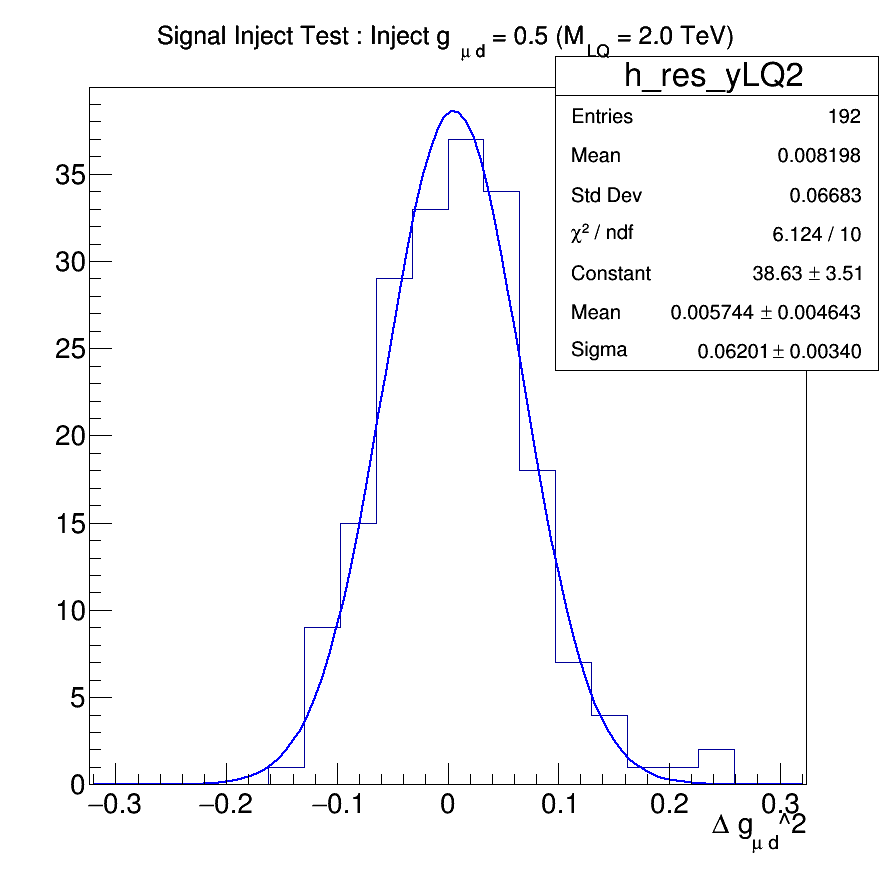 Signal Inject Test : Inject g μ d = 0.5 (M LQ = 2.0 TeV)
h_res_yLQ2
Entries 192
Mean 0.008198
Std Dev 0.06683
χ² / ndf 6.124 / 10
Constant 38.63 ± 3.51
Mean 0.005744 ± 0.004643
Sigma 0.06201 ± 0.00340
35
30
25
20
15
10
5
0
−0.3 −0.2 −0.1 0 0.1 0.2 0.3
Δ g μ d ^2